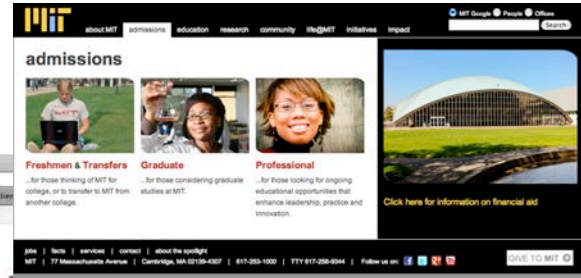 MIT
MIT Google People Offices
Search
about MIT admissions education research community life@MIT initiatives impact
admissions
MIT
Freshmen & Transfers
...for those thinking of MIT for
college, or to transfer to MIT from
another college.
Graduate
...for those considering graduate
studies at MIT.
Professional
...for those looking for ongoing
educational opportunities that
enhance leadership, practice and
innovation.
Click here for information on financial aid
jobs | facts | services | contact | about the spotlight
MIT | 77 Massachusetts Avenue | Cambridge, MA 02139-4307 | 617-253-1000 | TTY 617-258-9344 | Follow us on:
GIVE TO MIT